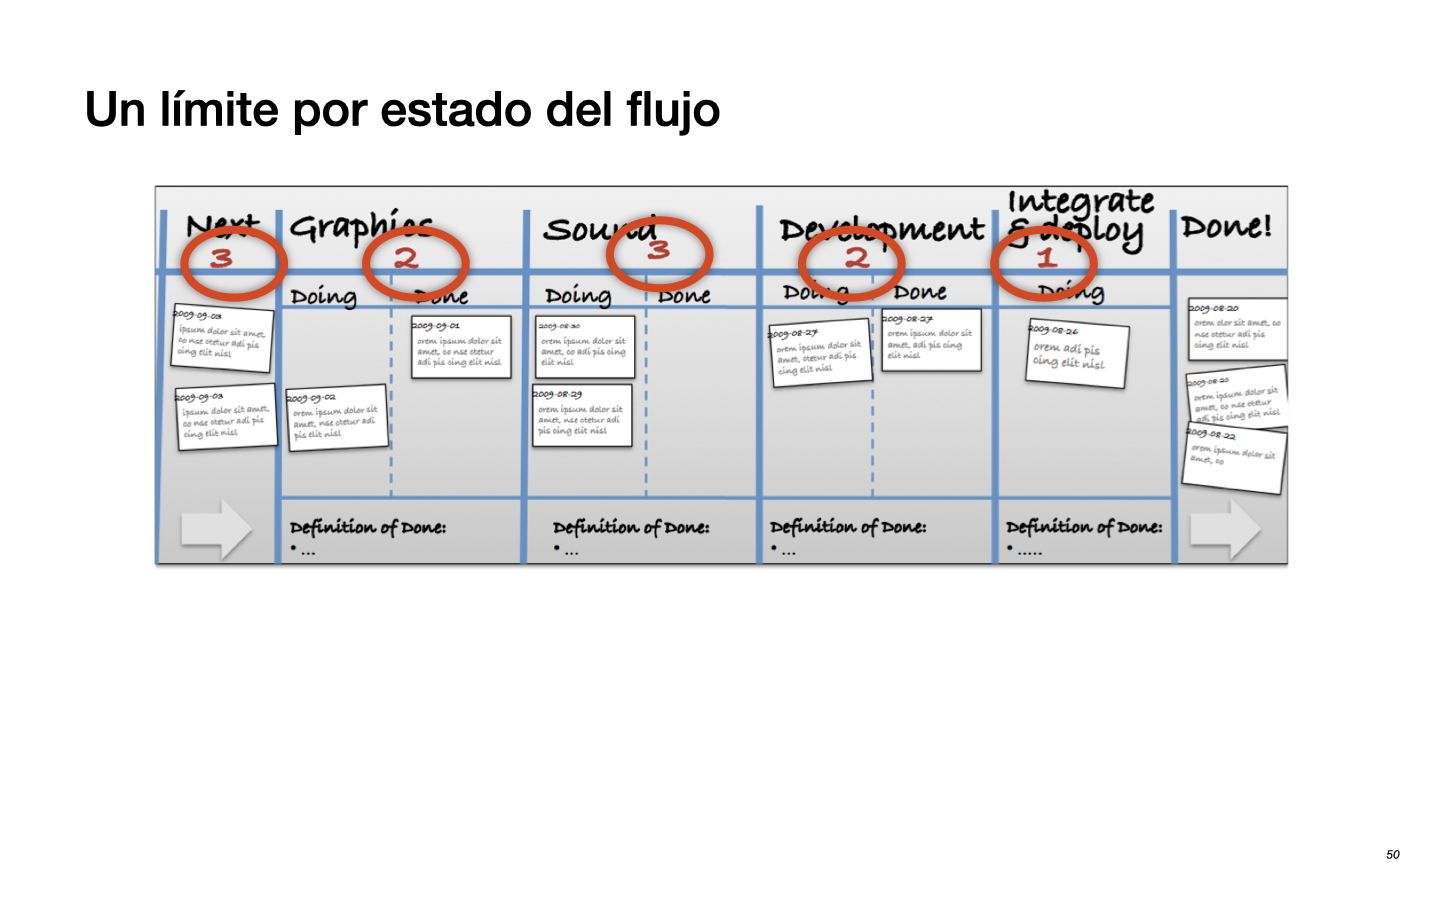 Un límite por estado del flujo
Next
3
Graphics
2
Sound
3
Development
2
Integrate
& deploy
1
Done!
Doing
Done
Doing
Done
Doing
Done
Doing
2009-09-03
ipsum dolor sit amet,
co nse ctetur adi pis
cing elit nisl
2009-09-03
ipsum dolor sit amet,
co nse ctetur adi pis
cing elit nisl
2009-09-02
orem ipsum dolor sit
amet, nse ctetur adi
pis elit nisl
2009-09-01
orem ipsum dolor sit
amet, co nse ctetur
adi pis cing elit nisl
2009-08-30
orem ipsum dolor sit
amet, co adi pis cing
elit nisl
2009-08-29
orem ipsum dolor sit
amet, nse ctetur adi
pis cing elit nisl
2009-08-27
orem ipsum dolor sit
amet, ctetur adi pis
cing elit nisl
2009-08-27
orem ipsum dolor sit
amet, adi pis cing
elit nisl
2009-08-26
orem adi pis
cing elit nisl
2009-08-20
orem olor sit amet, co
nse ctetur adi pis
cing elit nisl
2009-08-20
orem ipsum dolor sit
amet, co nse ctetur
adi pis cing elit nisl
2009-08-22
orem ipsum dolor sit
amet, co
Definition of Done:
• ...
Definition of Done:
• ...
Definition of Done:
• ...
Definition of Done:
• .....
50